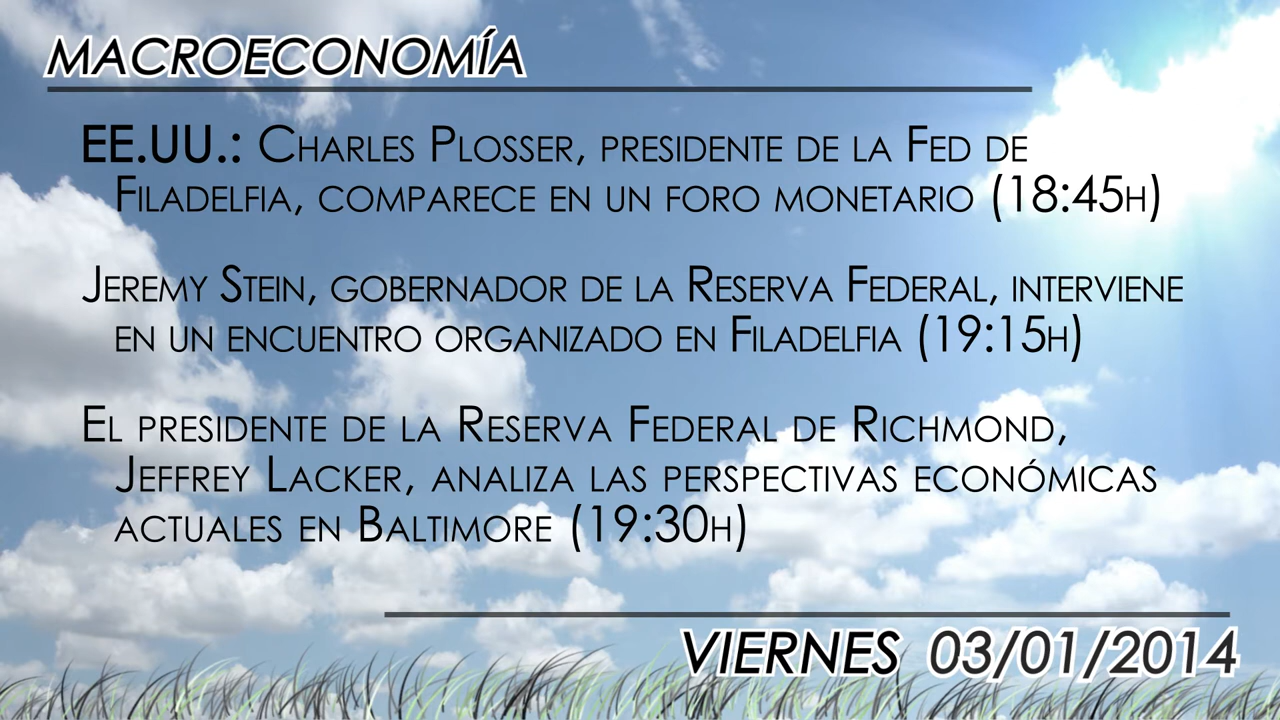 MACROECONOMÍA
EE.UU.: Charles Plosser, presidente de la Fed de
Filadelfia, comparece en un foro monetario (18:45h)
Jeremy Stein, gobernador de la Reserva Federal, interviene
en un encuentro organizado en Filadelfia (19:15h)
El presidente de la Reserva Federal de Richmond,
Jeffrey Lacker, analiza las perspectivas económicas
actuales en Baltimore (19:30h)
VIERNES 03/01/2014